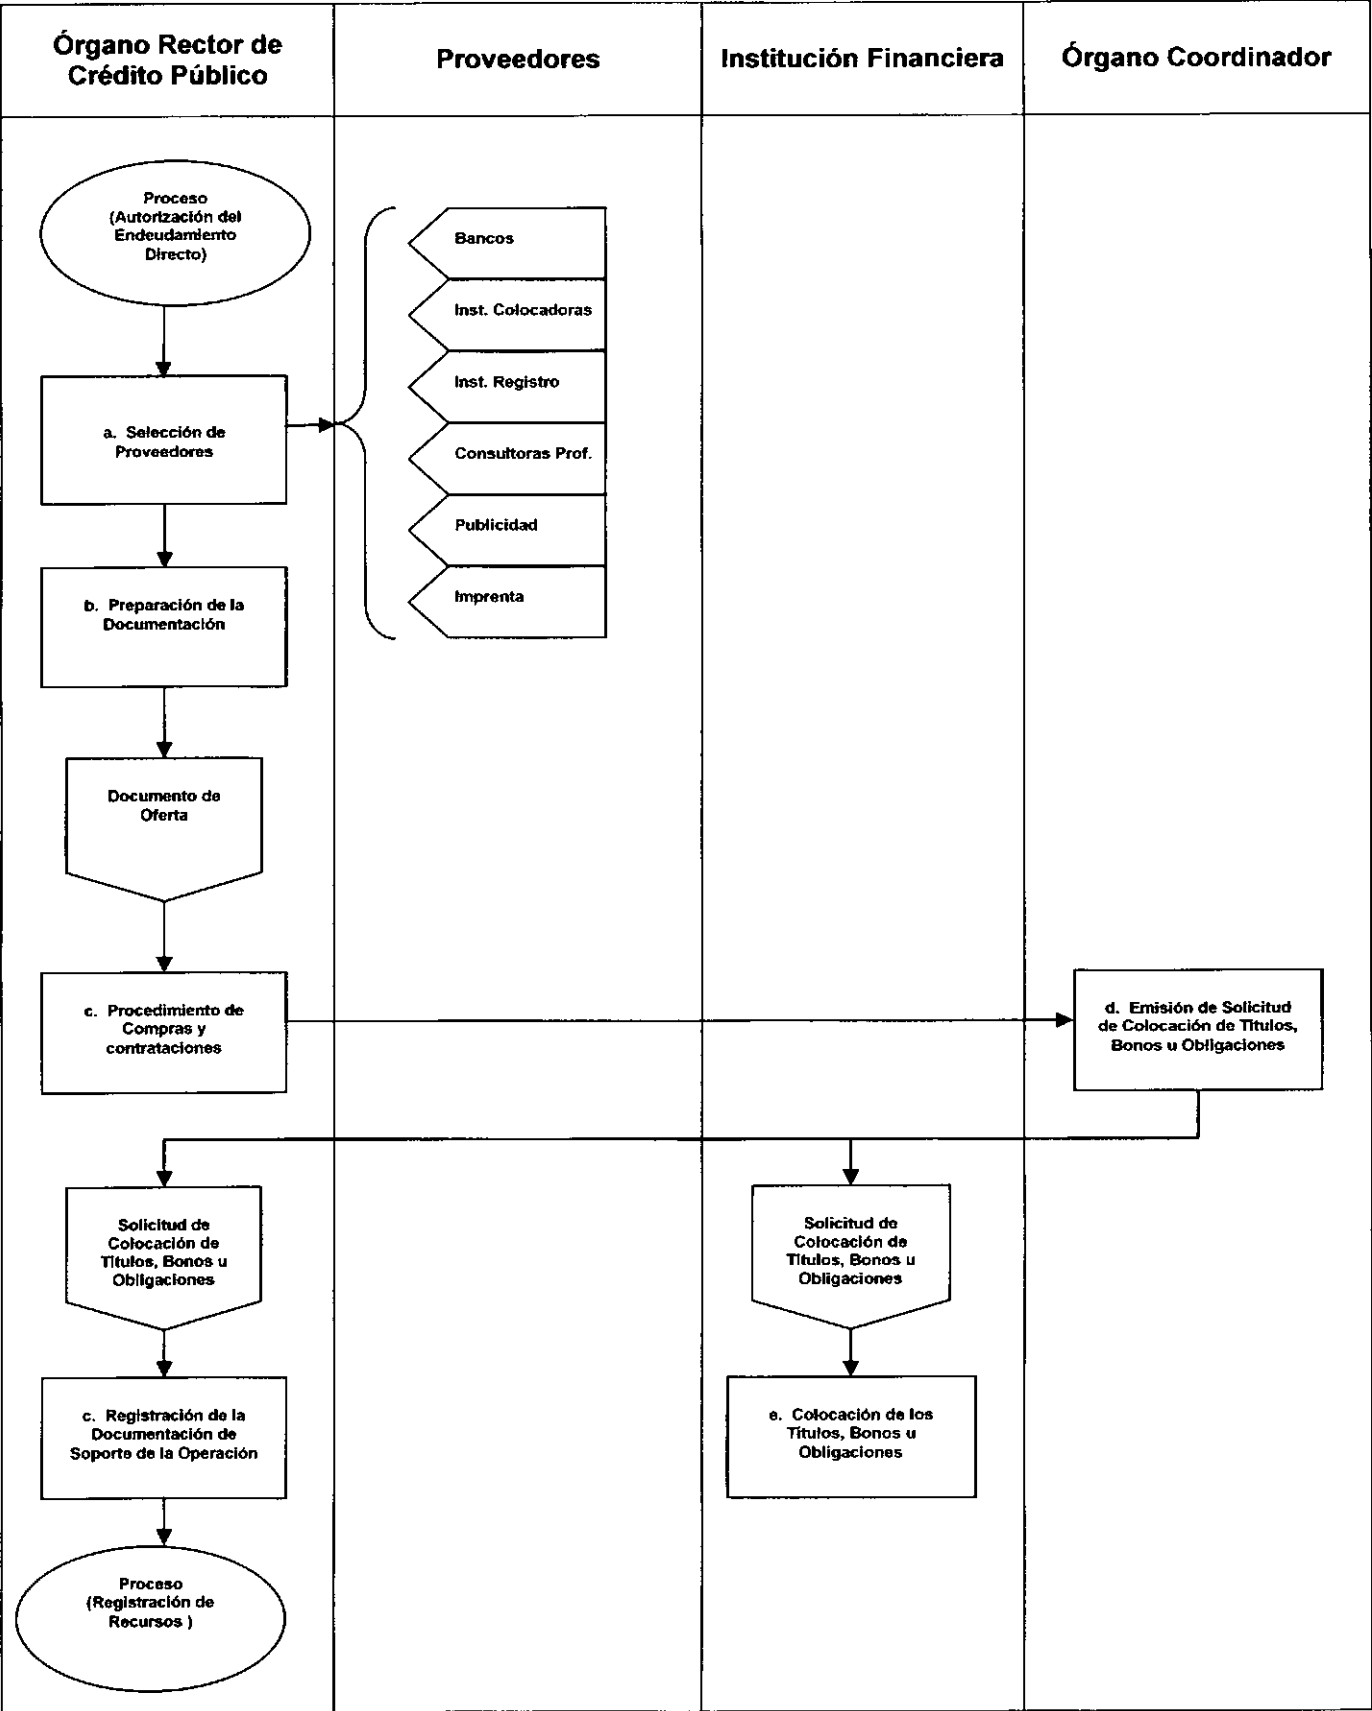 Órgano Rector de
Crédito Público
Proveedores
Institución Financiera
Órgano Coordinador
Proceso
(Autorización del
Endeudamiento
Directo)
Bancos
Inst. Colocadoras
Inst. Registro
Consultoras Prof.
Publicidad
Imprenta
a. Selección de
Proveedores
b. Preparación de la
Documentación
Documento de
Oferta
c. Procedimiento de
Compras y
contrataciones
d. Emisión de Solicitud
de Colocación de Títulos,
Bonos u Obligaciones
Solicitud de
Colocación de
Títulos, Bonos u
Obligaciones
Solicitud de
Colocación de
Títulos, Bonos u
Obligaciones
c. Registración de la
Documentación de
Soporte de la Operación
e. Colocación de los
Títulos, Bonos u
Obligaciones
Proceso
(Registración de
Recursos )